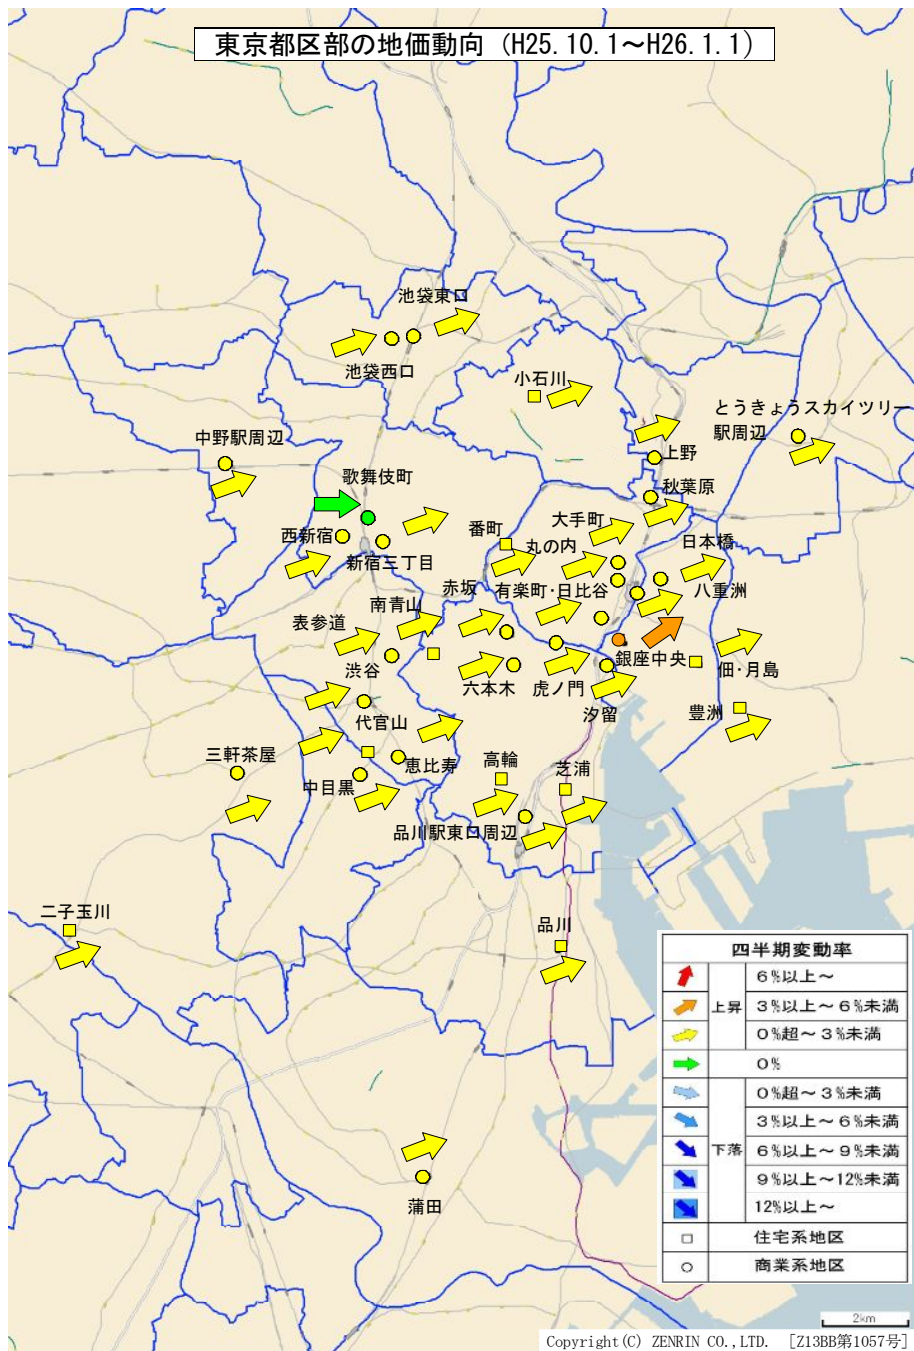 東京都区部の地価動向 (H25.10.1～H26.1.1)
池袋東口
池袋西口
小石川
とうきょうスカイツリー
駅周辺
中野駅周辺
上野
歌舞伎町
秋葉原
大手町
番町
西新宿
丸の内
日本橋
新宿三丁目
赤坂
有楽町・日比谷
八重洲
南青山
表参道
銀座中央
渋谷
佃・月島
六本木
虎ノ門
汐留
豊洲
代官山
三軒茶屋
恵比寿
高輪
芝浦
中目黒
品川駅東口周辺
二子玉川
品川
蒲田
四半期変動率
上昇
6%以上～
3%以上～6%未満
0%超～3%未満
0%
下落
0%超～3%未満
3%以上～6%未満
6%以上～9%未満
9%以上～12%未満
12%以上～
住宅系地区
商業系地区
2km
Copyright(C) ZENRIN CO.,LTD. [Z13BB第1057号]